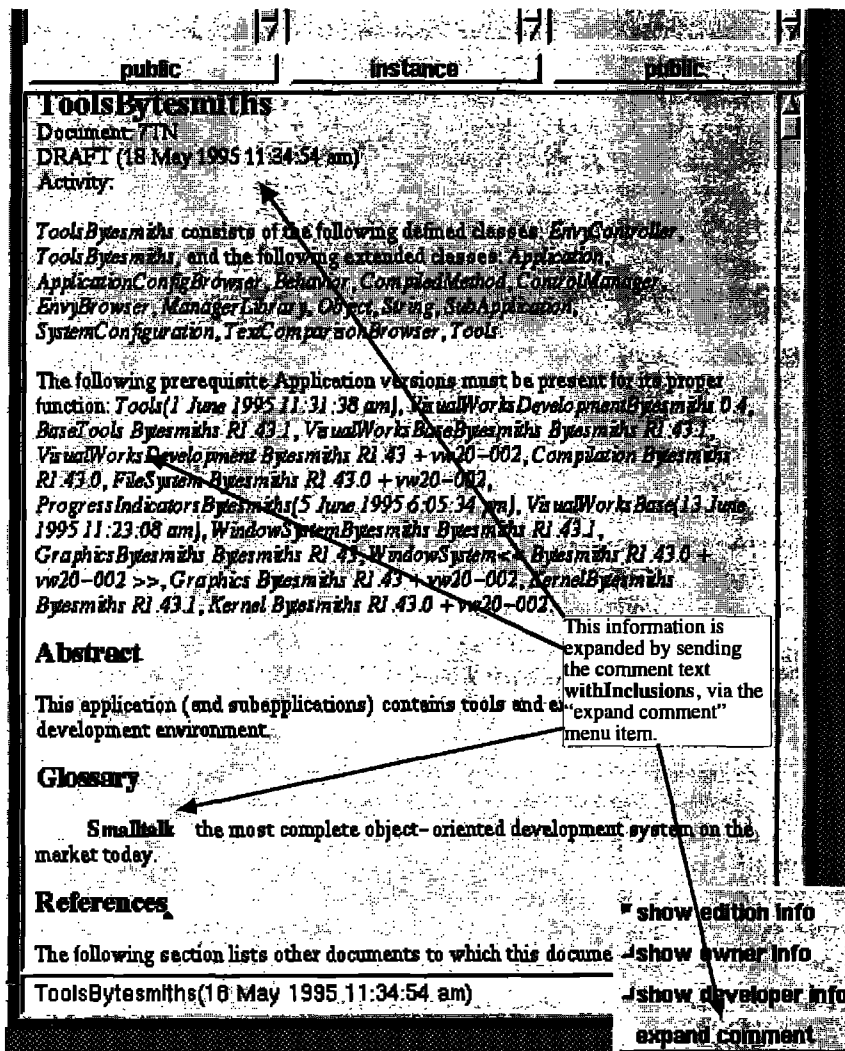 public instance public
ToolsBytesmiths
Document: 7TN
DRAFT (18 May 1995 11:34:54 am)
Activity:
ToolsBytesmiths consists of the following defined classes: EnvyController,
ToolsBytesmiths, and the following extended classes: Application,
ApplicationConfigBrowser, Behavior, CompiledMethod, ControlManager,
EnvyBrowser, ManagerLibrary, Object, String, SubApplication,
SystemConfiguration, TextComparisonBrowser, Tools.
The following prerequisite Application versions must be present for its proper
function: Tools(1 June 1995 11:31:38 am), VisualWorksDevelopmentBytesmiths 0.4,
BaseTools Bytesmiths R1.43.1, VisualWorksBaseBytesmiths Bytesmiths R1.43.1,
VisualWorksDevelopment Bytesmiths R1.43 + vw20-002, Compilation Bytesmiths
R1.43.0, FileSystem Bytesmiths R1.43.0 + vw20-002,
ProgressIndicatorsBytesmiths(5 June 1995 6:05:34 pm), VisualWorksBase(13 June
1995 11:23:08 am), WindowSystemBytesmiths Bytesmiths R1.43.1,
GraphicsBytesmiths Bytesmiths R1.43, WindowSystem << Bytesmiths R1.43.0 +
vw20-002 >>, Graphics Bytesmiths R1.43 + vw20-002, KernelBytesmiths
Bytesmiths R1.43.1, Kernel Bytesmiths R1.43.0 + vw20-002.
This information is
expanded by sending
the comment text
withInclusions, via the
"expand comment"
menu item.
Abstract
This application (and subapplications) contains tools and
development environment.
Glossary
Smalltalk the most complete object-oriented development system on the
market today.
References
The following section lists other documents to which this docume
ToolsBytesmiths(18 May 1995 11:34:54 am)
show edition info
show owner info
show developer info
expand comment